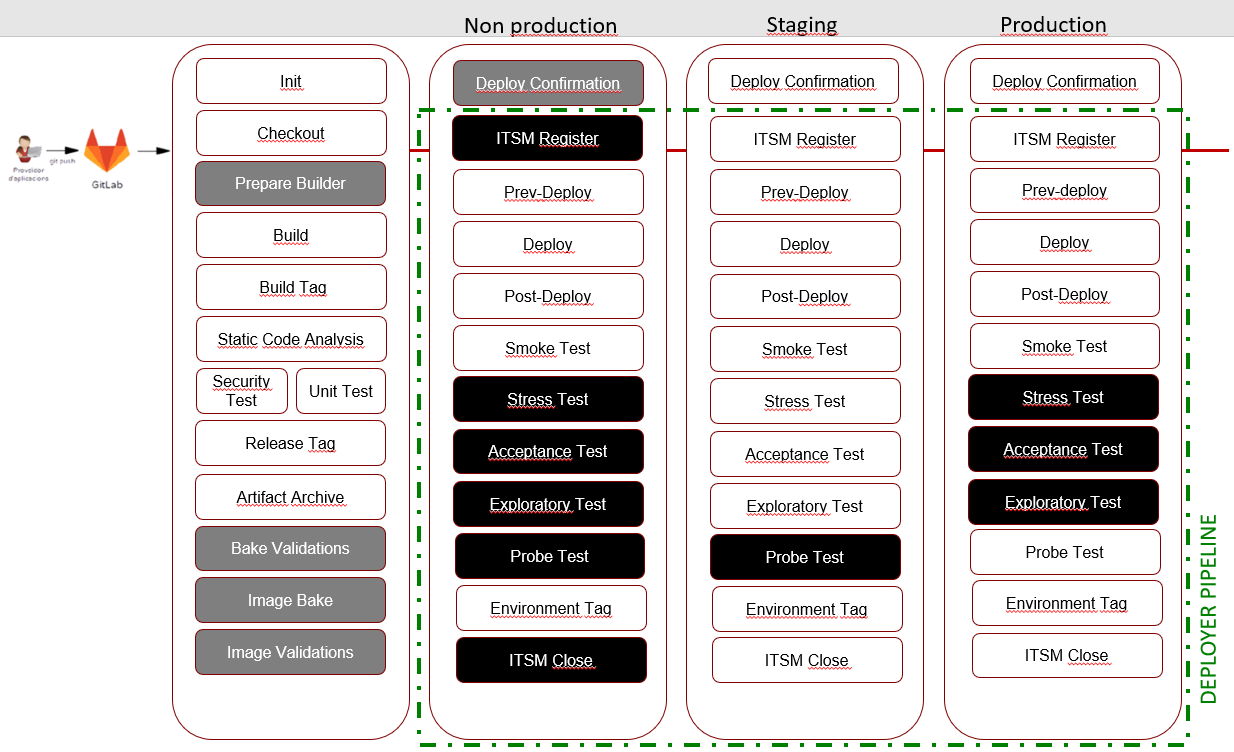 Non production
Staging
Production
Proveïdor
d'aplicacions
git push
GitLab
Init
Checkout
Prepare Builder
Build
Build Tag
Static Code Analysis
Security
Test
Unit Test
Release Tag
Artifact Archive
Bake Validations
Image Bake
Image Validations
Deploy Confirmation
ITSM Register
Prev-Deploy
Deploy
Post-Deploy
Smoke Test
Stress Test
Acceptance Test
Exploratory Test
Probe Test
Environment Tag
ITSM Close
Deploy Confirmation
ITSM Register
Prev-Deploy
Deploy
Post-Deploy
Smoke Test
Stress Test
Acceptance Test
Exploratory Test
Probe Test
Environment Tag
ITSM Close
Deploy Confirmation
ITSM Register
Prev-deploy
Deploy
Post-Deploy
Smoke Test
Stress Test
Acceptance Test
Exploratory Test
Probe Test
Environment Tag
ITSM Close
DEPLOYER PIPELINE